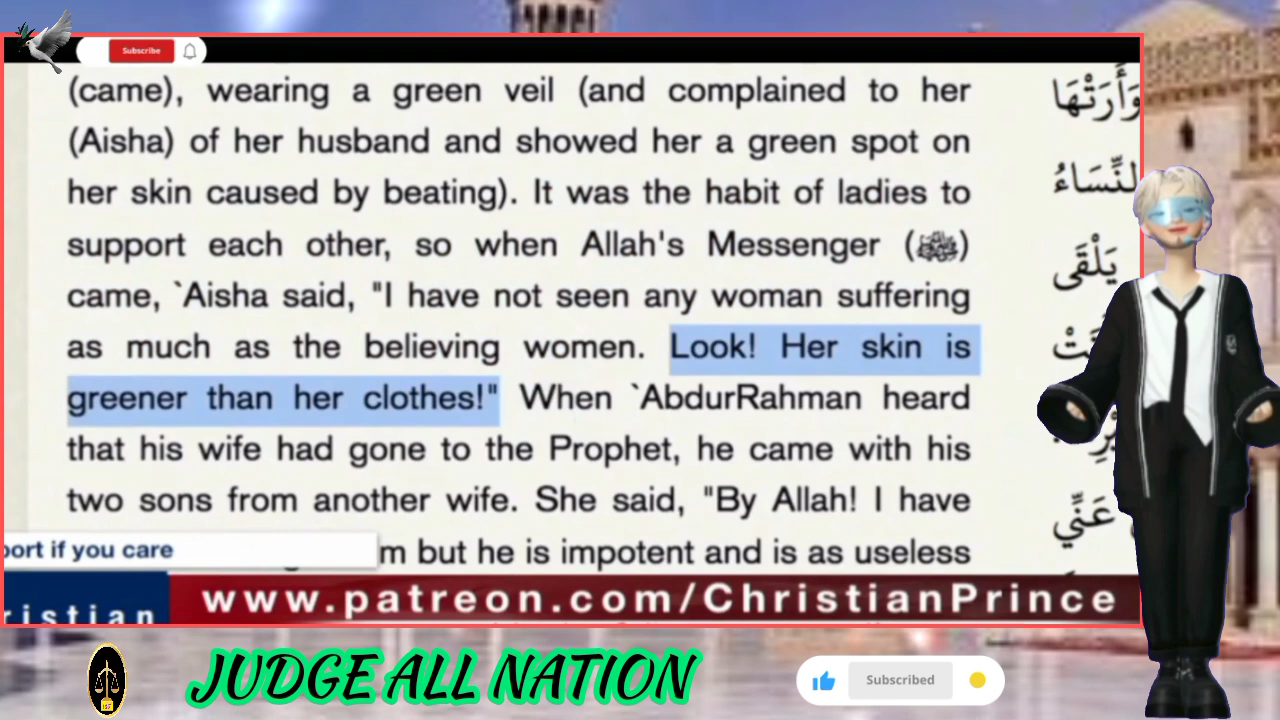 Subscribe
(came), wearing a green veil (and complained to her
(Aisha) of her husband and showed her a green spot on
her skin caused by beating). It was the habit of ladies to
support each other, so when Allah's Messenger (ﷺ)
came, `Aisha said, "I have not seen any woman suffering
as much as the believing women. Look! Her skin is
greener than her clothes!" When `AbdurRahman heard
that his wife had gone to the Prophet, he came with his
two sons from another wife. She said, "By Allah! I have
m but he is impotent and is as useless
وَأَرَتْهَا
يَلْقَى
عَنِّي
port if you care
ristian
www.patreon.com/ChristianPrince
JUDGE ALL NATION
Subscribed